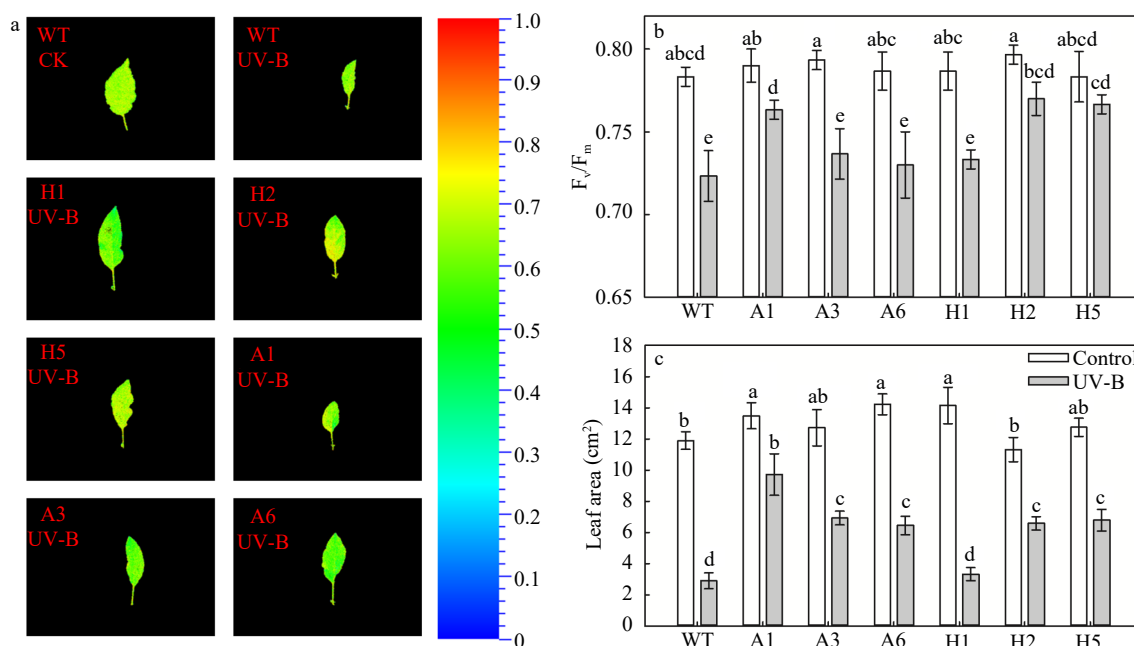 a
WT
CK
WT
UV-B
H1
UV-B
H2
UV-B
H5
UV-B
A1
UV-B
A3
UV-B
A6
UV-B
1.0
0.9
0.8
0.7
0.6
0.5
0.4
0.3
0.2
0.1
0
b
Fv/Fm
0.80
0.75
0.70
0.65
abcd
e
ab
d
a
e
abc
e
abc
e
a
bcd
abcd
cd
WT A1 A3 A6 H1 H2 H5
c
Control
UV-B
Leaf area (cm²)
18
16
14
12
10
8
6
4
2
0
b
d
a
b
ab
c
a
c
a
d
b
c
ab
c
WT A1 A3 A6 H1 H2 H5